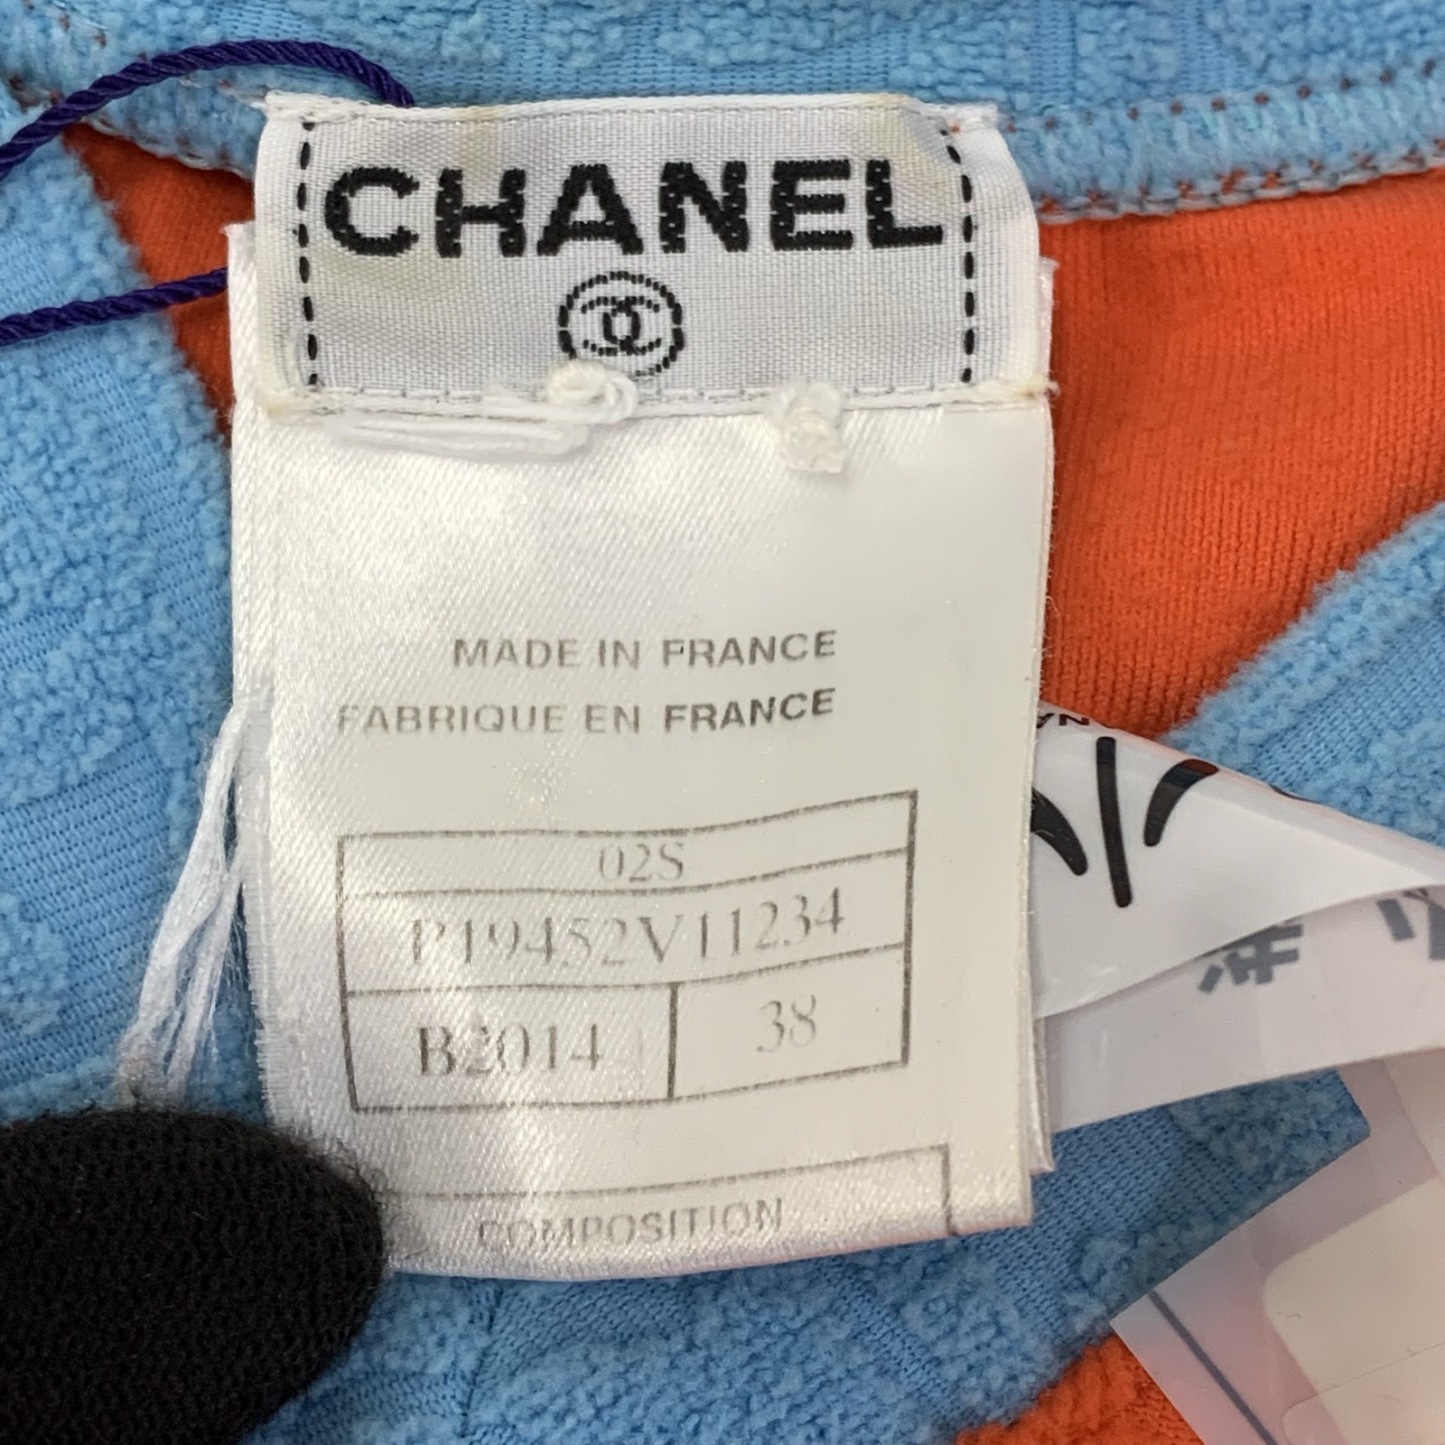 CHANEL
MADE IN FRANCE
FABRIQUE EN FRANCE
02S
P19452V11234
B2014
38
COMPOSITION